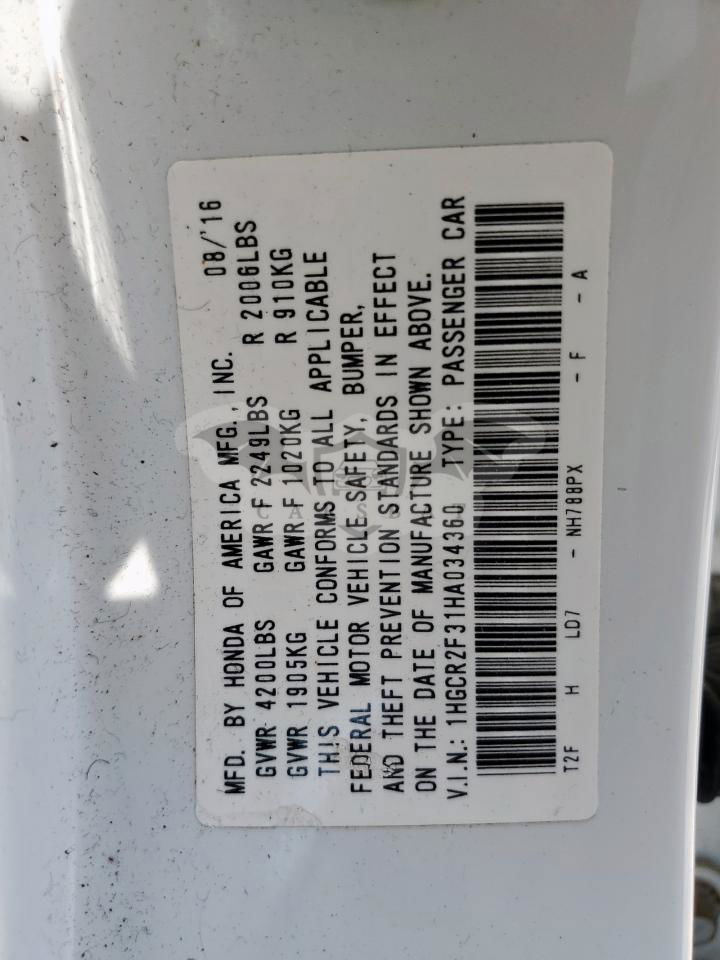 MFD. BY HONDA OF AMERICA MFG., INC. 08/'16
GVWR 4200LBS GAWR F 2249LBS R 2006LBS
GVWR 1905KG GAWR F 1020KG R 910KG
THIS VEHICLE CONFORMS TO ALL APPLICABLE
FEDERAL MOTOR VEHICLE SAFETY, BUMPER,
AND THEFT PREVENTION STANDARDS IN EFFECT
ON THE DATE OF MANUFACTURE SHOWN ABOVE.
V.I.N.: 1HGCR2F31HA034360 TYPE: PASSENGER CAR
T2F H LD7 - NH788PX - F - A